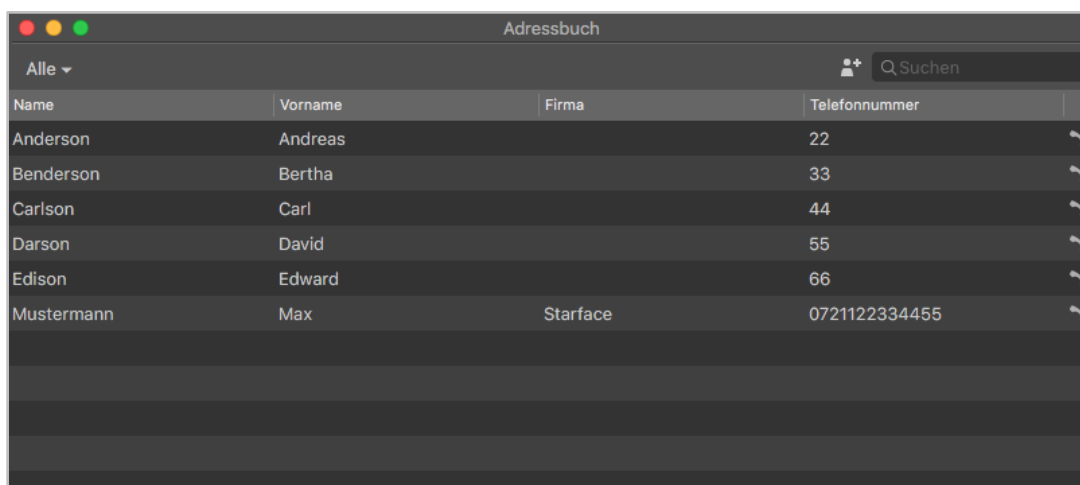 Adressbuch
Alle
Suchen
Name Vorname Firma Telefonnummer
Anderson Andreas 22
Benderson Bertha 33
Carlson Carl 44
Darson David 55
Edison Edward 66
Mustermann Max Starface 0721122334455